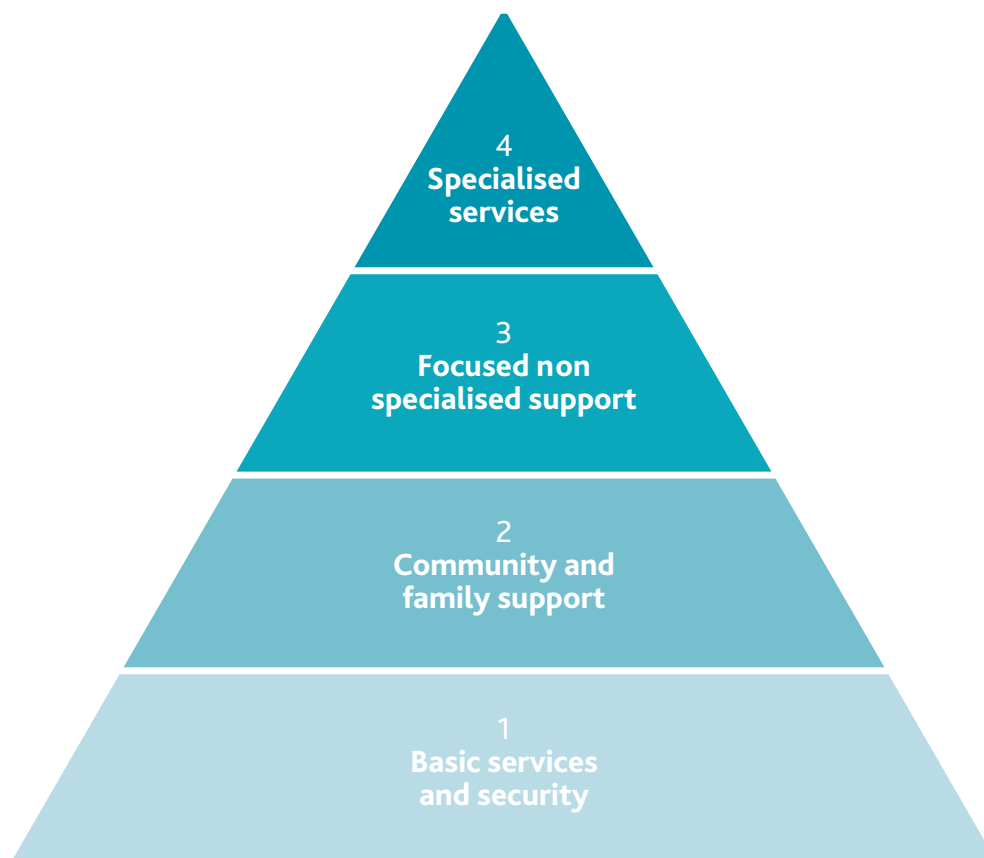 4
Specialised
services
3
Focused non
specialised support
2
Community and
family support
1
Basic services
and security